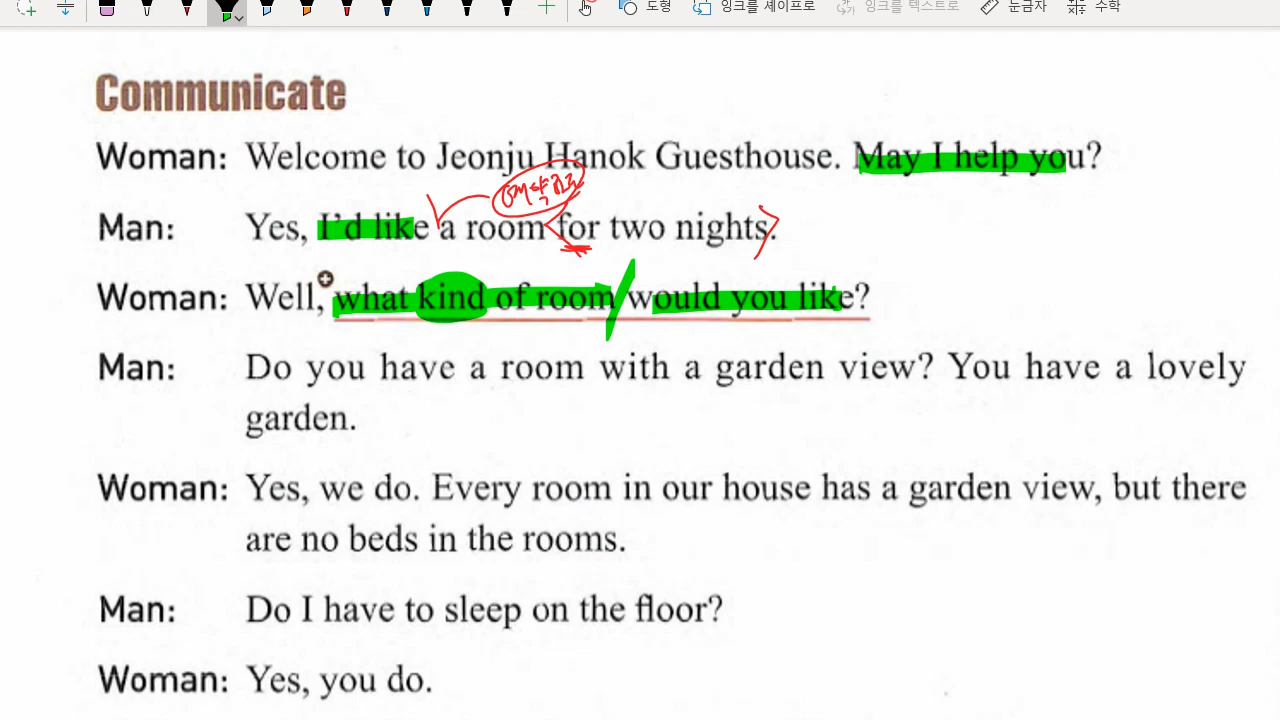 도형 잉크를 셰이프로 잉크를 텍스트로 눈금자 수학
Communicate
Woman: Welcome to Jeonju Hanok Guesthouse. May I help you?
Man: Yes, I'd like a room for two nights.
Woman: Well, what kind of room would you like?
Man: Do you have a room with a garden view? You have a lovely
garden.
Woman: Yes, we do. Every room in our house has a garden view, but there
are no beds in the rooms.
Man: Do I have to sleep on the floor?
Woman: Yes, you do.